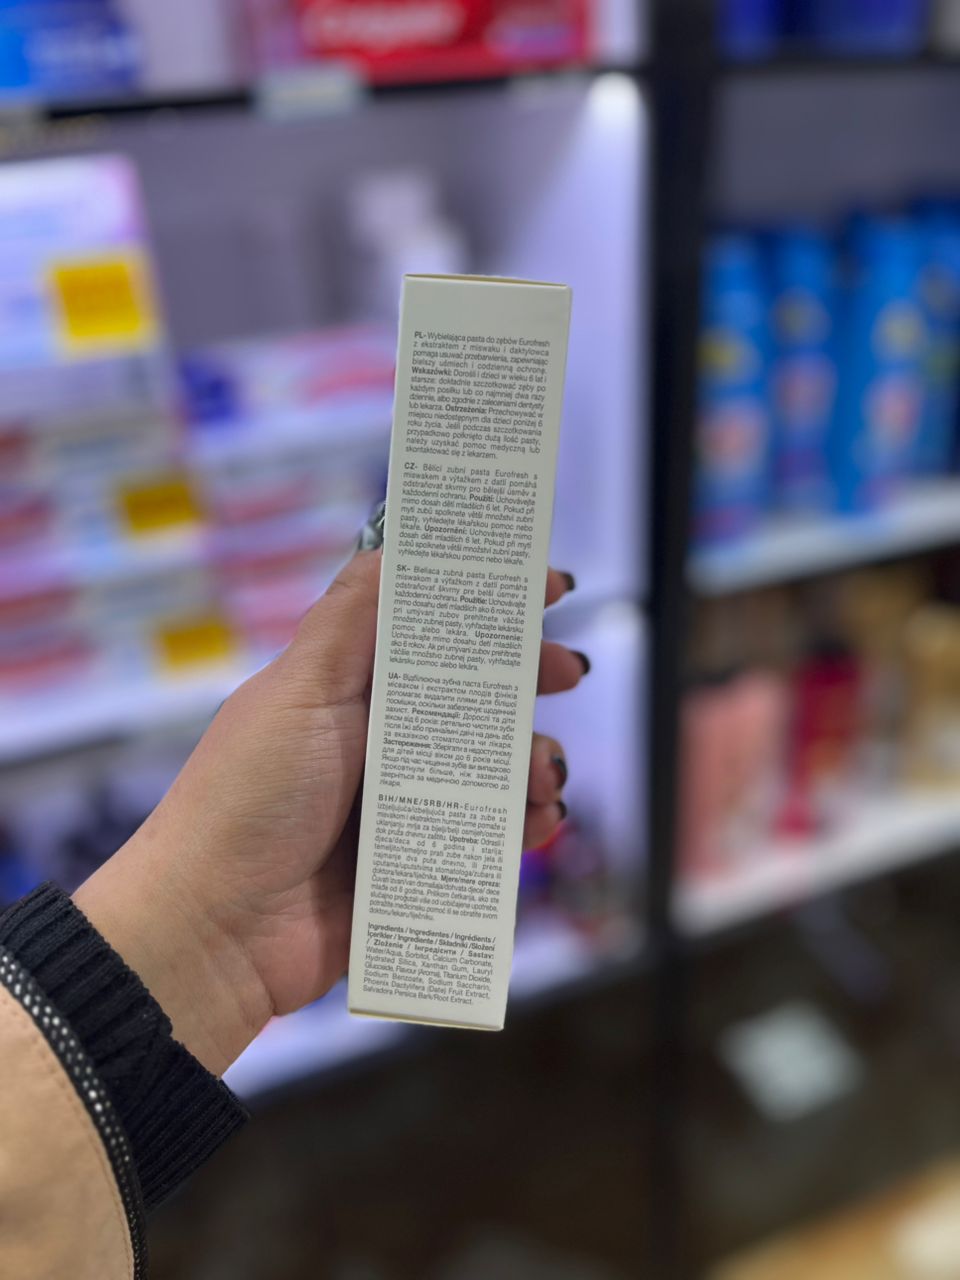 Colgate
PL- Wybielająca pasta do zębów Eurofresh
z ekstraktem z miswaku i daktylowca
pomaga usuwać przebarwienia, zapewniając
bielszy uśmiech i codzienną ochronę.
Wskazówki: Dorośli i dzieci w wieku 6 lat i
starsze: dokładnie szczotkować zęby po
każdym posiłku lub co najmniej dwa razy
dziennie, albo zgodnie z zaleceniami dentysty
lub lekarza. Ostrzeżenia: Przechowywać w
miejscu niedostępnym dla dzieci poniżej 6
roku życia. Jeśli podczas szczotkowania
przypadkowo połknięto dużą ilość pasty,
należy uzyskać pomoc medyczną lub
skontaktować się z lekarzem.
CZ- Bělicí zubní pasta Eurofresh s
miswakem a výtažkem z datlí pomáhá
odstraňovat skvrny pro bělejší úsměv a
každodenní ochranu. Použití: Uchovávejte
mimo dosah dětí mladších 6 let. Pokud při
mytí zubů spolknete větší množství zubní
pasty, vyhledejte lékařskou pomoc nebo
lékaře. Upozornění: Uchovávejte mimo
dosah dětí mladších 6 let. Pokud při mytí
zubů spolknete větší množství zubní pasty,
vyhledejte lékařskou pomoc nebo lékaře.
SK- Bieliaca zubná pasta Eurofresh s
miswakom a výťažkom z datlí pomáha
odstraňovať škvrny pre belší úsmev a
každodennú ochranu. Použitie: Uchovávajte
mimo dosahu detí mladších ako 6 rokov. Ak
pri umývaní zubov prehltnete väčšie
množstvo zubnej pasty, vyhľadajte lekársku
pomoc alebo lekára. Upozornenie:
Uchovávajte mimo dosahu detí mladších
ako 6 rokov. Ak pri umývaní zubov prehltnete
väčšie množstvo zubnej pasty, vyhľadajte
lekársku pomoc alebo lekára.
UA- Відбілююча зубна паста Eurofresh з
місваком і екстрактом плодів фініків
допомагає видалити плями для білішої
посмішки, оскільки забезпечує щоденний
захист. Рекомендації: Дорослі та діти
віком від 6 років: ретельно чистити зуби
після їжі або принаймні двічі на день або
за вказівкою стоматолога чи лікаря.
Застереження: Зберігати в недоступному
для дітей місці віком до 6 років місці.
Якщо під час чищення зубів ви випадково
проковтнули більше, ніж зазвичай,
зверніться за медичною допомогою до
лікаря.
BIH/MNE/SRB/HR-Eurofresh
izbjeljujuća/izbeljujuća pasta za zube sa
miswakom i ekstraktom hurme/urme pomaže u
uklanjanju mrlja za bijelji/belji osmijeh/osmeh
dok pruža dnevnu zaštitu. Upotreba: Odrasli i
djeca/deca od 6 godina i starija:
temeljito/temeljno prati zube nakon jela ili
najmanje dva puta dnevno, ili prema
uputama/uputstvima stomatologa/zubara ili
doktora/lekara/liječnika. Mjere/mere opreza:
Čuvati izvan/van domašaja/dohvata djece/ dece
mlađe od 6 godina. Prilikom četkanja, ako ste
slučajno progutali više od uobičajene upotrebe,
potražite medicinsku pomoć ili se obratite svom
doktoru/lekaru/liječniku.
Ingredients / Ingredientes / Ingrédients /
İçerikler / Ingrediente / Składniki /Složení
/ Zloženie / Інгредієнти / Sastav:
Water/Aqua, Sorbitol, Calcium Carbonate,
Hydrated Silica, Xanthan Gum, Lauryl
Glucoside, Flavour (Aroma), Titanium Dioxide,
Sodium Benzoate, Sodium Saccharin,
Phoenix Dactylifera (Date) Fruit Extract,
Salvadora Persica Bark/Root Extract.